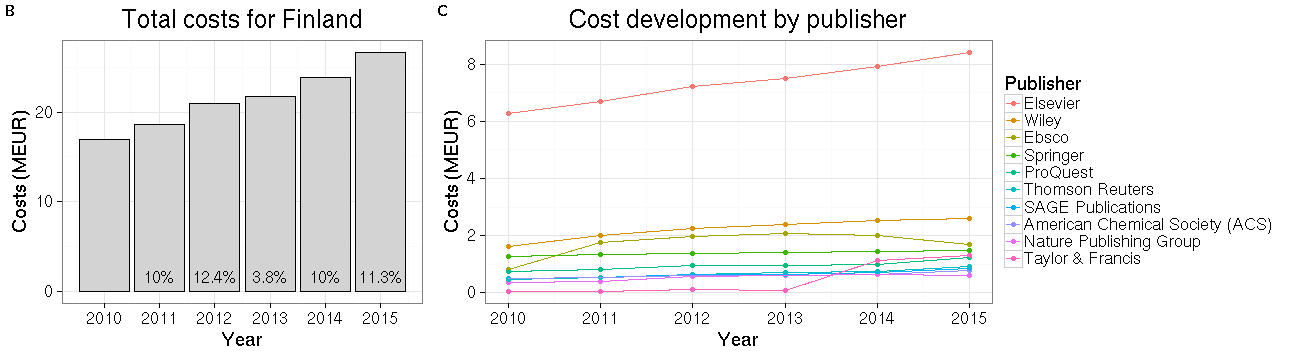 B
Total costs for Finland
Costs (MEUR)
20
10
0
10%
12.4%
3.8%
10%
11.3%
2010
2011
2012
2013
2014
2015
Year
C
Cost development by publisher
Costs (MEUR)
8
6
4
2
0
2010
2011
2012
2013
2014
2015
Year
Publisher
Elsevier
Wiley
Ebsco
Springer
ProQuest
Thomson Reuters
SAGE Publications
American Chemical Society (ACS)
Nature Publishing Group
Taylor & Francis